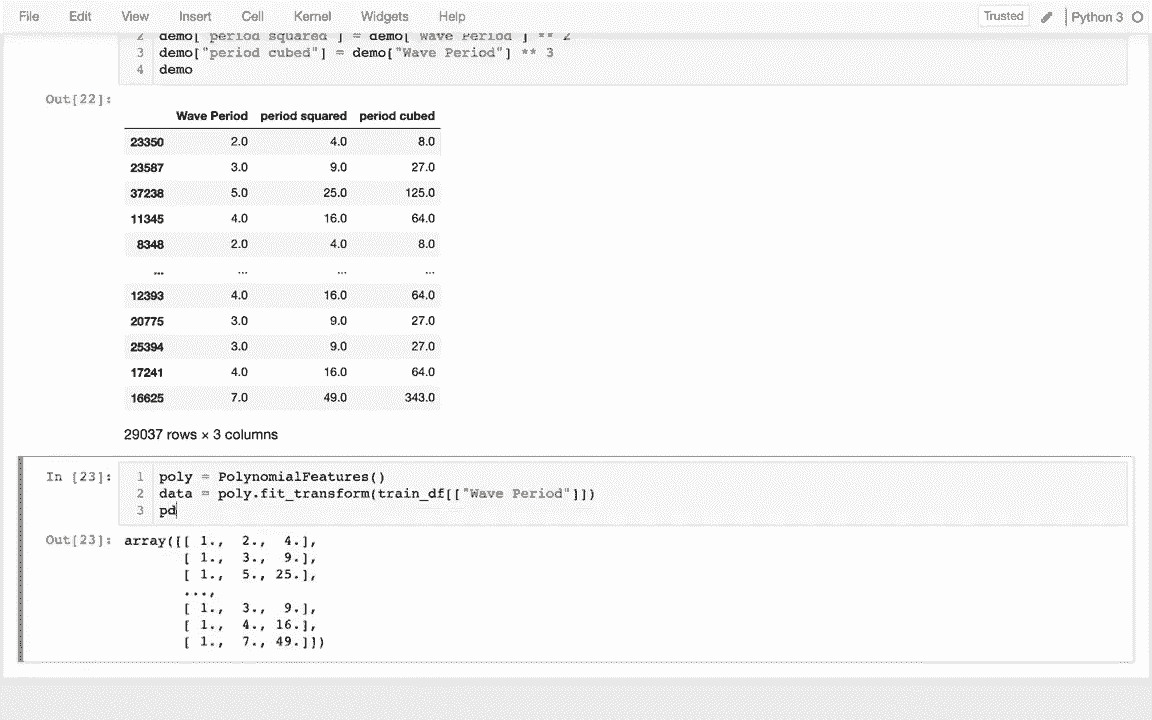 File Edit View Insert Cell Kernel Widgets Help Trusted Python 3
2 demo["period squared"] = demo["Wave Period"] ** 2
3 demo["period cubed"] = demo["Wave Period"] ** 3
4 demo
Out[22]:
Wave Period period squared period cubed
23350 2.0 4.0 8.0
23587 3.0 9.0 27.0
37238 5.0 25.0 125.0
11345 4.0 16.0 64.0
8348 2.0 4.0 8.0
... ... ... ...
12393 4.0 16.0 64.0
20775 3.0 9.0 27.0
25394 3.0 9.0 27.0
17241 4.0 16.0 64.0
16625 7.0 49.0 343.0
29037 rows × 3 columns
In [23]: 1 poly = PolynomialFeatures()
2 data = poly.fit_transform(train_df[["Wave Period"]])
3 pd
Out[23]: array([[ 1., 2., 4.],
[ 1., 3., 9.],
[ 1., 5., 25.],
...,
[ 1., 3., 9.],
[ 1., 4., 16.],
[ 1., 7., 49.]])